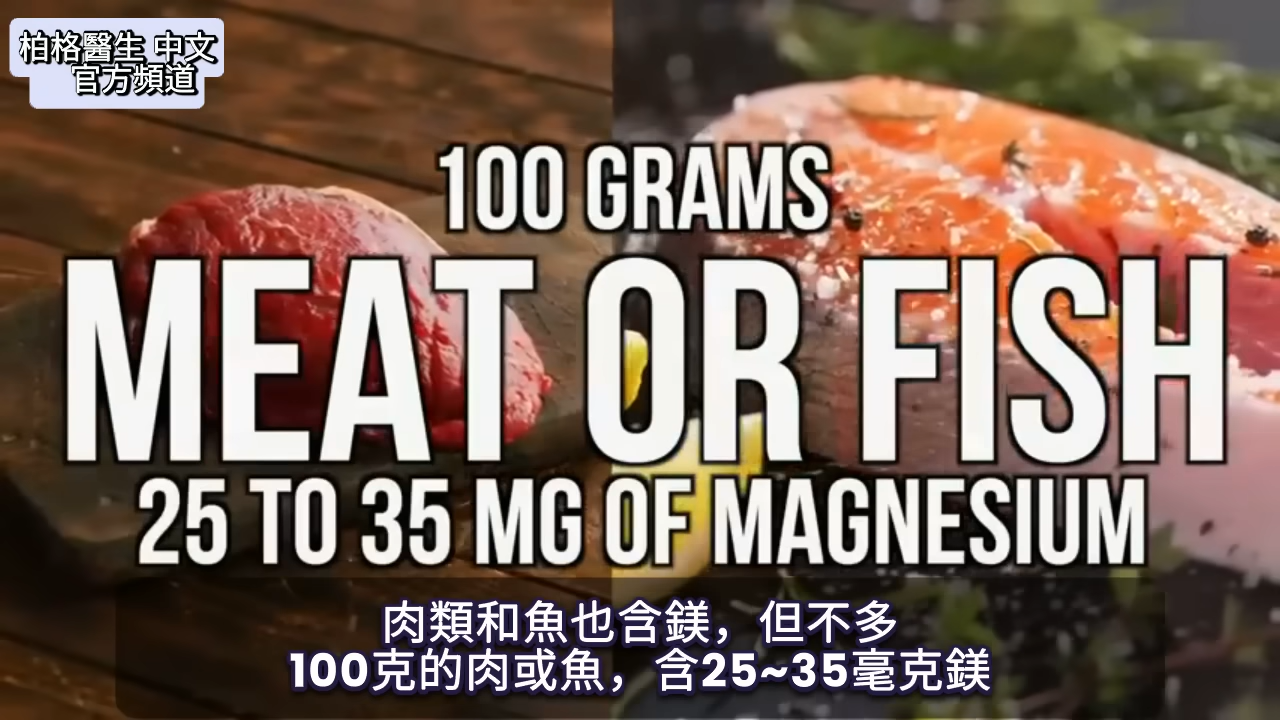 柏格醫生 中文
官方頻道
100 GRAMS
MEAT OR FISH
25 TO 35 MG OF MAGNESIUM
肉類和魚也含鎂，但不多
100克的肉或魚，含25~35毫克鎂